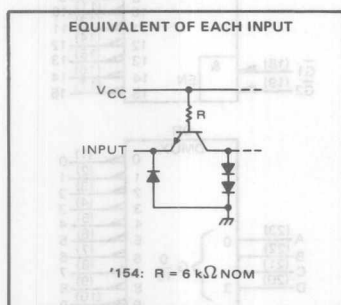 EQUIVALENT OF EACH INPUT
VCC
R
INPUT
'154: R = 6 kΩ NOM